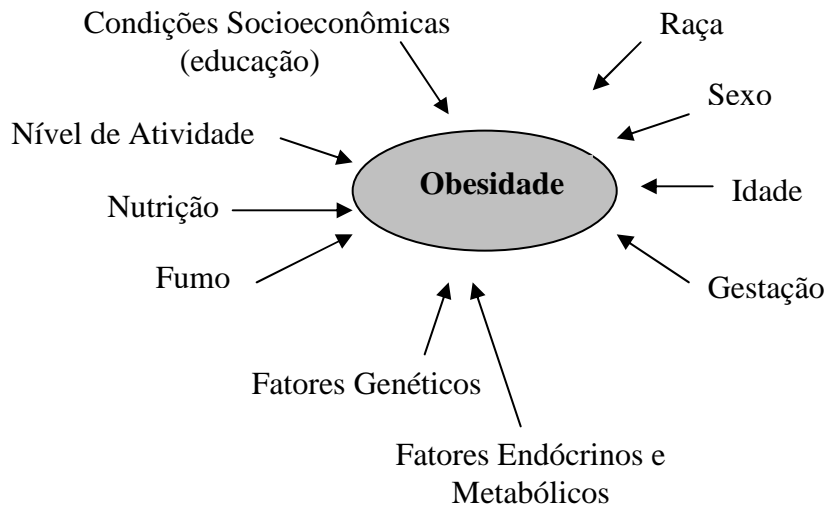 Condições Socioeconômicas
(educação)
Raça
Sexo
Nível de Atividade
Obesidade
Idade
Nutrição
Fumo
Gestação
Fatores Genéticos
Fatores Endócrinos e
Metabólicos